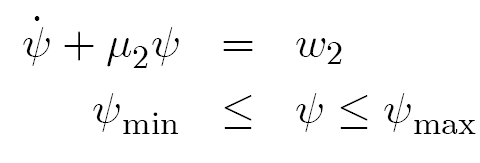 ψ̇ + μ₂ψ = w₂
ψ_min ≤ ψ ≤ ψ_max